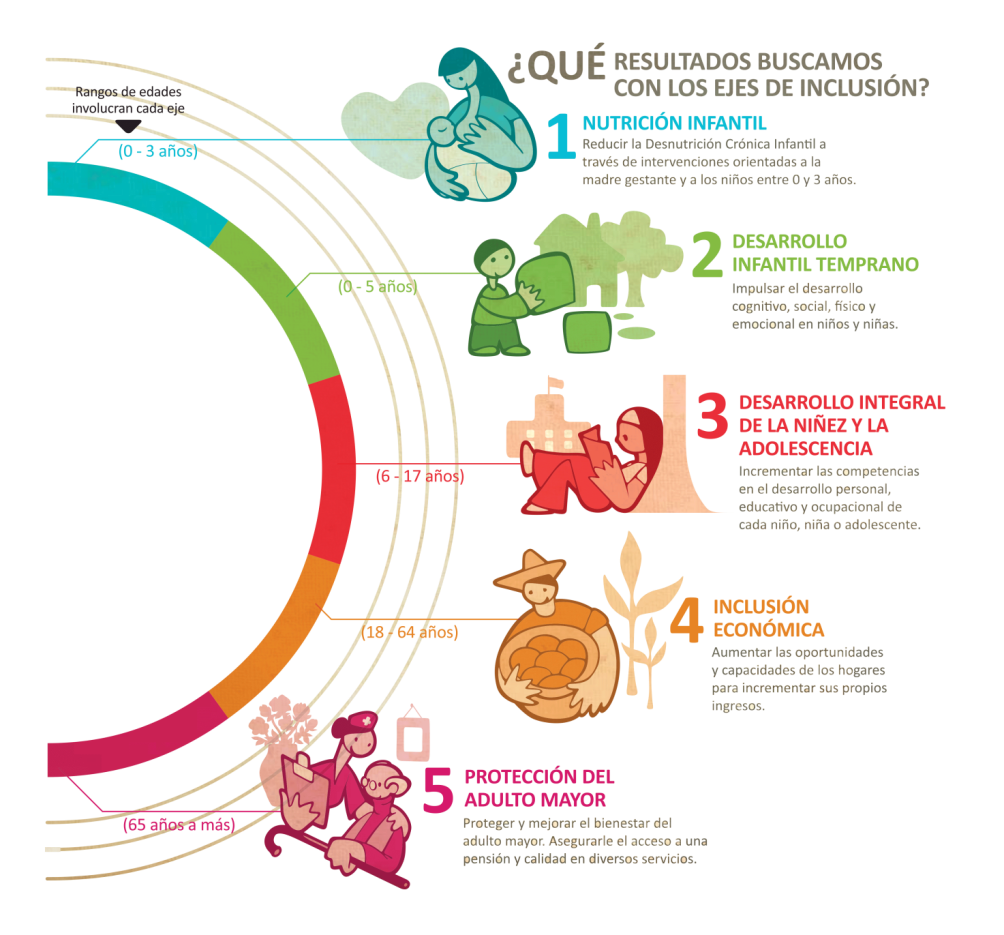 ¿QUÉ RESULTADOS BUSCAMOS
CON LOS EJES DE INCLUSIÓN?
Rangos de edades
involucran cada eje
(0 - 3 años)
1 NUTRICIÓN INFANTIL
Reducir la Desnutrición Crónica Infantil a
través de intervenciones orientadas a la
madre gestante y a los niños entre 0 y 3 años.
(0 - 5 años)
2 DESARROLLO
INFANTIL TEMPRANO
Impulsar el desarrollo
cognitivo, social, físico y
emocional en niños y niñas.
(6 - 17 años)
3 DESARROLLO INTEGRAL
DE LA NIÑEZ Y LA
ADOLESCENCIA
Incrementar las competencias
en el desarrollo personal,
educativo y ocupacional de
cada niño, niña o adolescente.
(18 - 64 años)
4 INCLUSIÓN
ECONÓMICA
Aumentar las oportunidades
y capacidades de los hogares
para incrementar sus propios
ingresos.
(65 años a más)
5 PROTECCIÓN DEL
ADULTO MAYOR
Proteger y mejorar el bienestar del
adulto mayor. Asegurarle el acceso a una
pensión y calidad en diversos servicios.